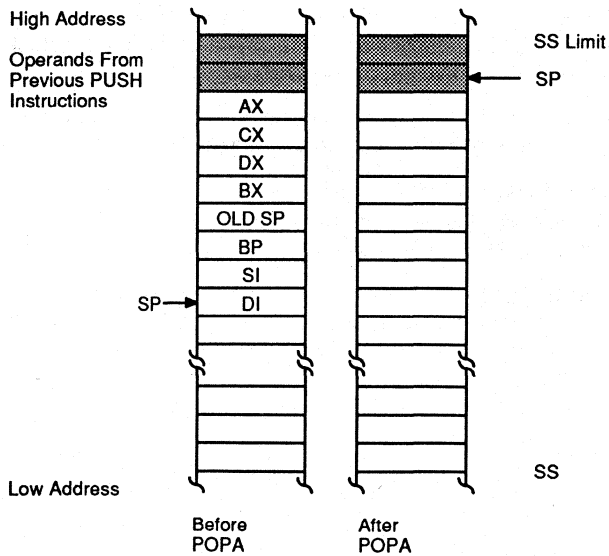 High Address
SS Limit
Operands From
Previous PUSH
Instructions
SP
AX
CX
DX
BX
OLD SP
BP
SI
SP
DI
SS
Low Address
Before
POPA
After
POPA